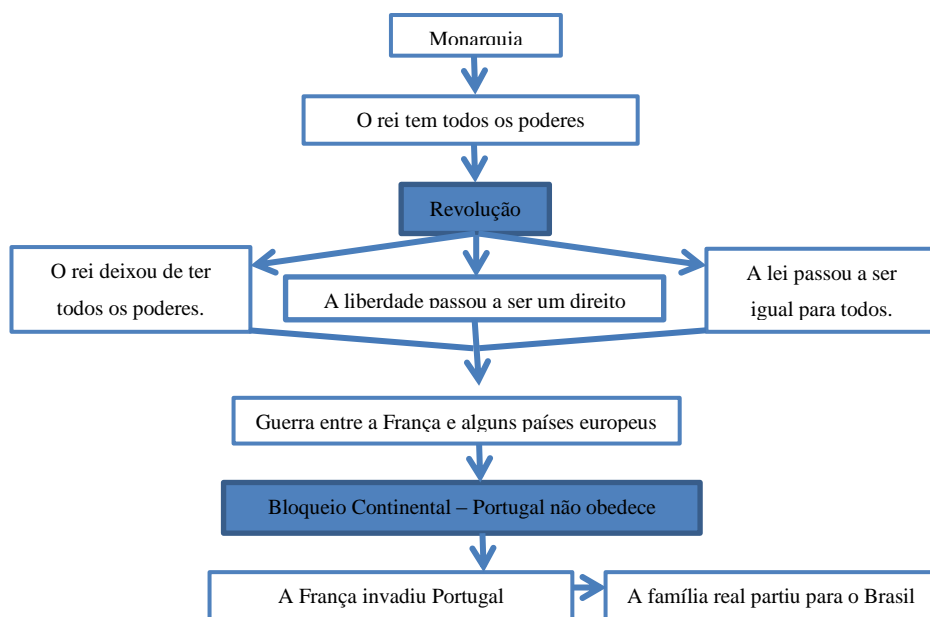 Monarquia
O rei tem todos os poderes
Revolução
O rei deixou de ter
todos os poderes.
A liberdade passou a ser um direito
A lei passou a ser
igual para todos.
Guerra entre a França e alguns países europeus
Bloqueio Continental – Portugal não obedece
A França invadiu Portugal
A família real partiu para o Brasil